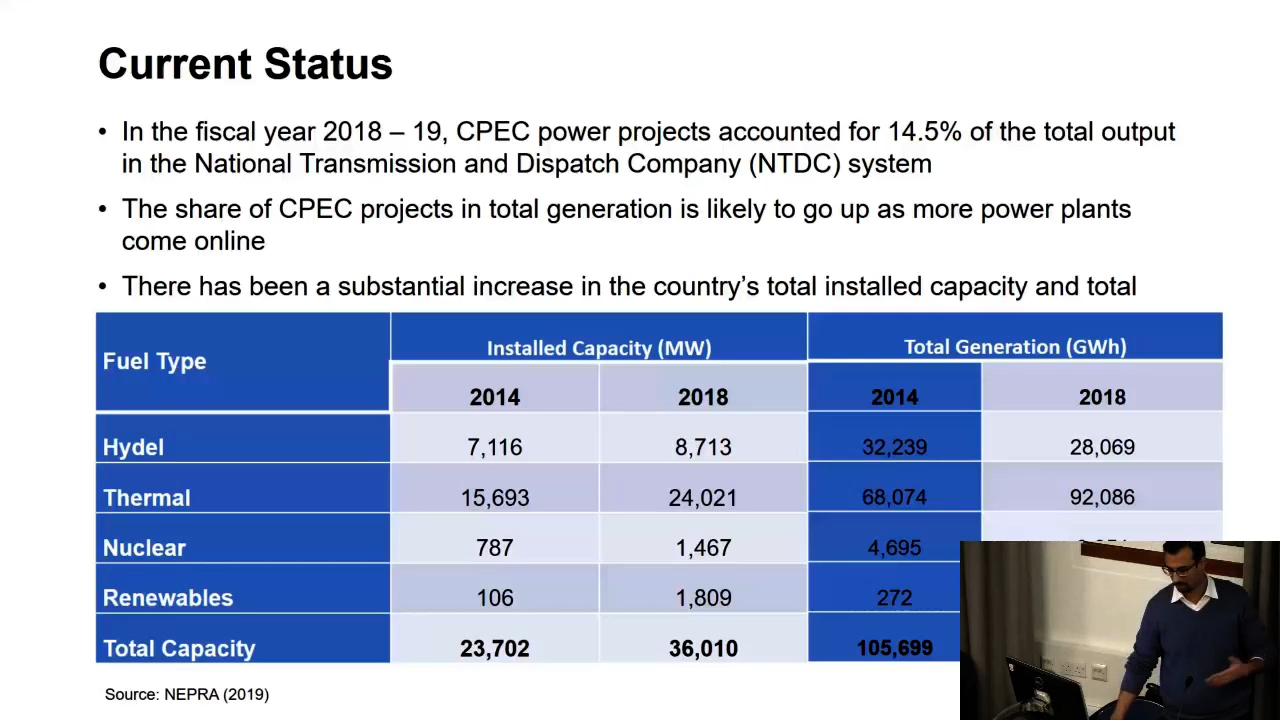 Current Status
• In the fiscal year 2018 – 19, CPEC power projects accounted for 14.5% of the total output
in the National Transmission and Dispatch Company (NTDC) system
• The share of CPEC projects in total generation is likely to go up as more power plants
come online
• There has been a substantial increase in the country’s total installed capacity and total
Fuel Type Installed Capacity (MW) Total Generation (GWh)
2014 2018 2014 2018
Hydel 7,116 8,713 32,239 28,069
Thermal 15,693 24,021 68,074 92,086
Nuclear 787 1,467 4,695
Renewables 106 1,809 272
Total Capacity 23,702 36,010 105,699
Source: NEPRA (2019)